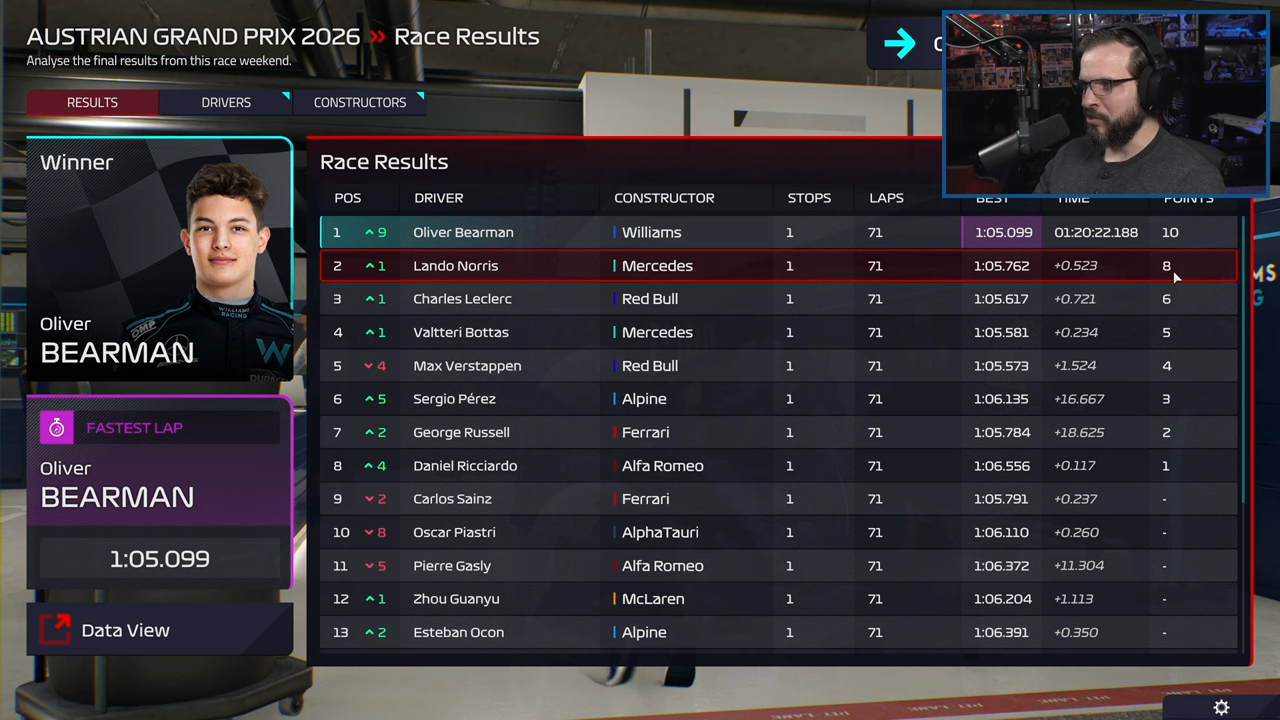 AUSTRIAN GRAND PRIX 2026 » Race Results
Analyse the final results from this race weekend.
RESULTS DRIVERS CONSTRUCTORS
Winner
Oliver
BEARMAN
WILLIAMS
RACING
OMP
W
FASTEST LAP
Oliver
BEARMAN
1:05.099
Data View
Race Results
POS DRIVER CONSTRUCTOR STOPS LAPS BEST TIME POINTS
1 9 Oliver Bearman Williams 1 71 1:05.099 01:20:22.188 10
2 1 Lando Norris Mercedes 1 71 1:05.762 +0.523 8
3 1 Charles Leclerc Red Bull 1 71 1:05.617 +0.721 6
4 1 Valtteri Bottas Mercedes 1 71 1:05.581 +0.234 5
5 4 Max Verstappen Red Bull 1 71 1:05.573 +1.524 4
6 5 Sergio Pérez Alpine 1 71 1:06.135 +16.667 3
7 2 George Russell Ferrari 1 71 1:05.784 +18.625 2
8 4 Daniel Ricciardo Alfa Romeo 1 71 1:06.556 +0.117 1
9 2 Carlos Sainz Ferrari 1 71 1:05.791 +0.237 -
10 8 Oscar Piastri AlphaTauri 1 71 1:06.110 +0.260 -
11 5 Pierre Gasly Alfa Romeo 1 71 1:06.372 +11.304 -
12 1 Zhou Guanyu McLaren 1 71 1:06.204 +1.113 -
13 2 Esteban Ocon Alpine 1 71 1:06.391 +0.350 -
PIT LANE